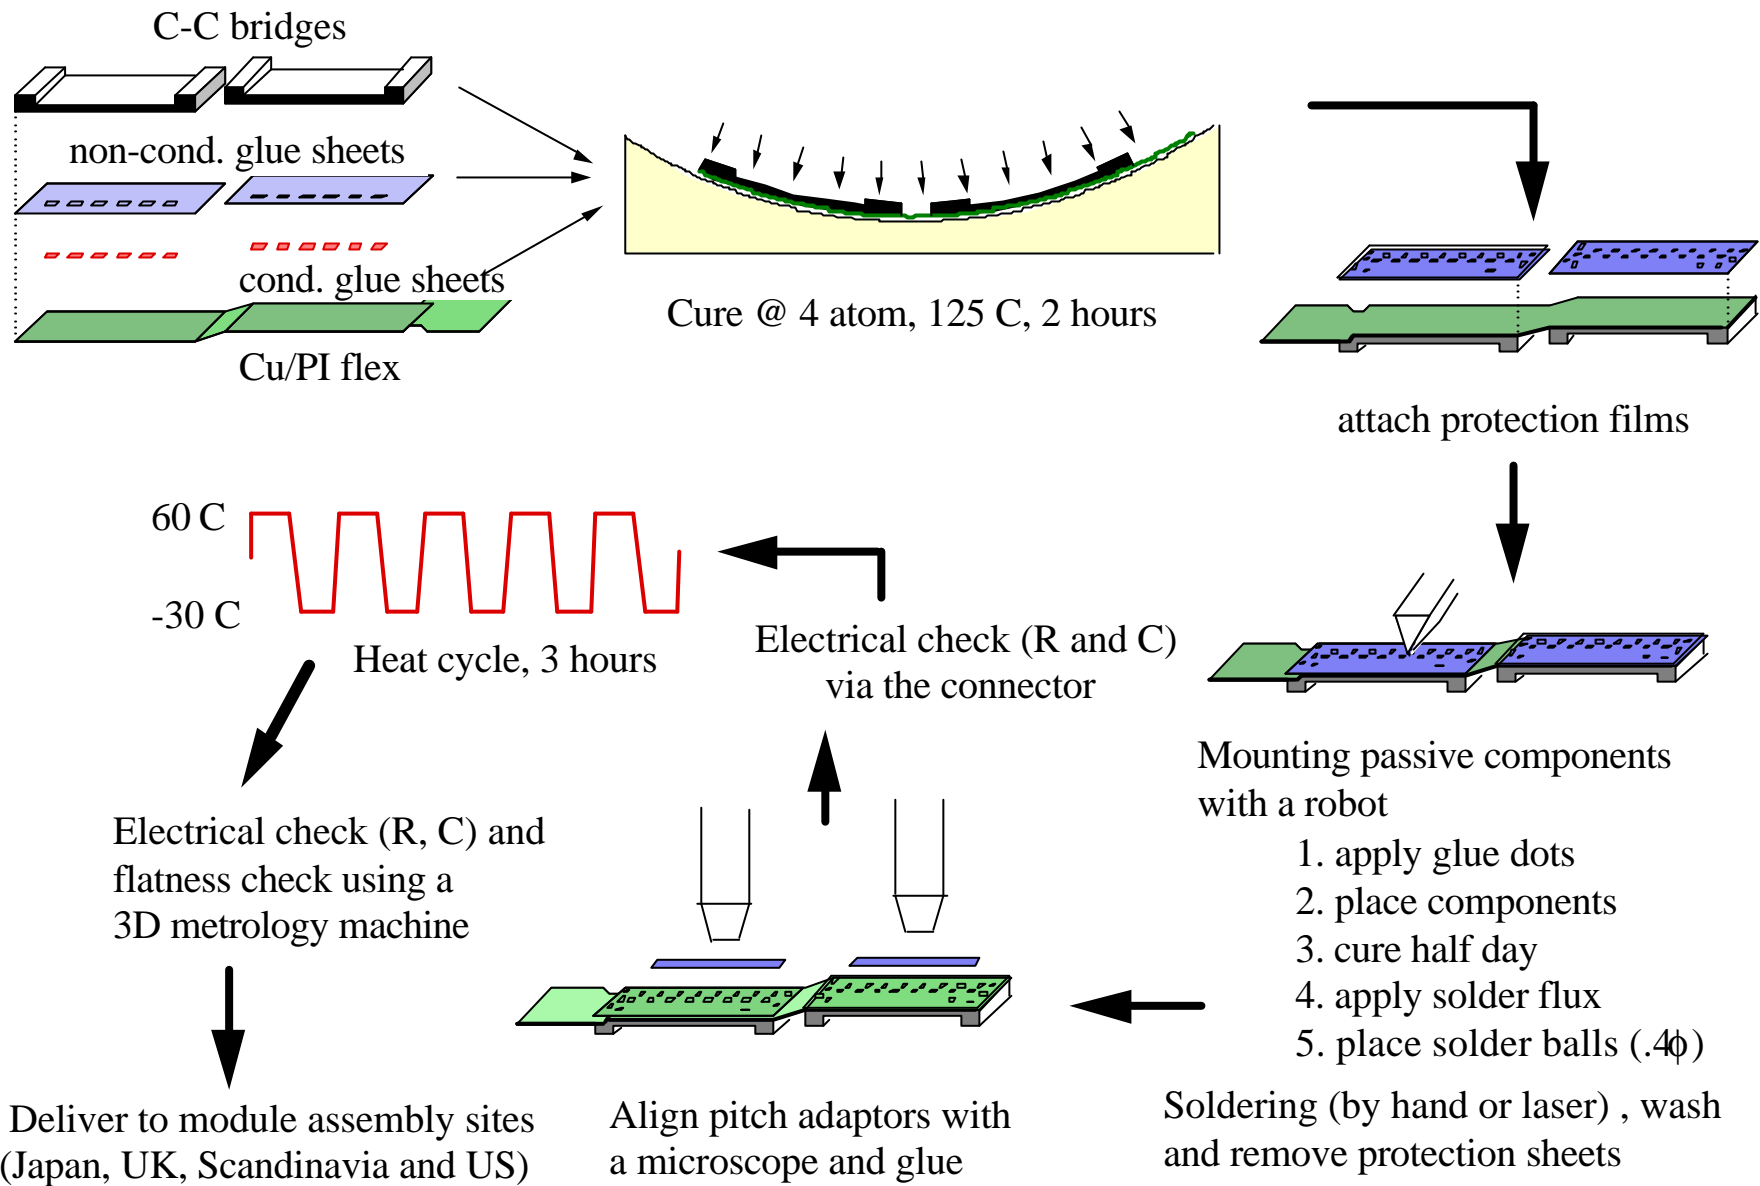 C-C bridges
non-cond. glue sheets
cond. glue sheets
Cu/PI flex
Cure @ 4 atom, 125 C, 2 hours
attach protection films
Mounting passive components
with a robot
1. apply glue dots
2. place components
3. cure half day
4. apply solder flux
5. place solder balls (.4ϕ)
Soldering (by hand or laser) , wash
and remove protection sheets
Align pitch adaptors with
a microscope and glue
Electrical check (R and C)
via the connector
60 C
-30 C
Heat cycle, 3 hours
Electrical check (R, C) and
flatness check using a
3D metrology machine
Deliver to module assembly sites
(Japan, UK, Scandinavia and US)